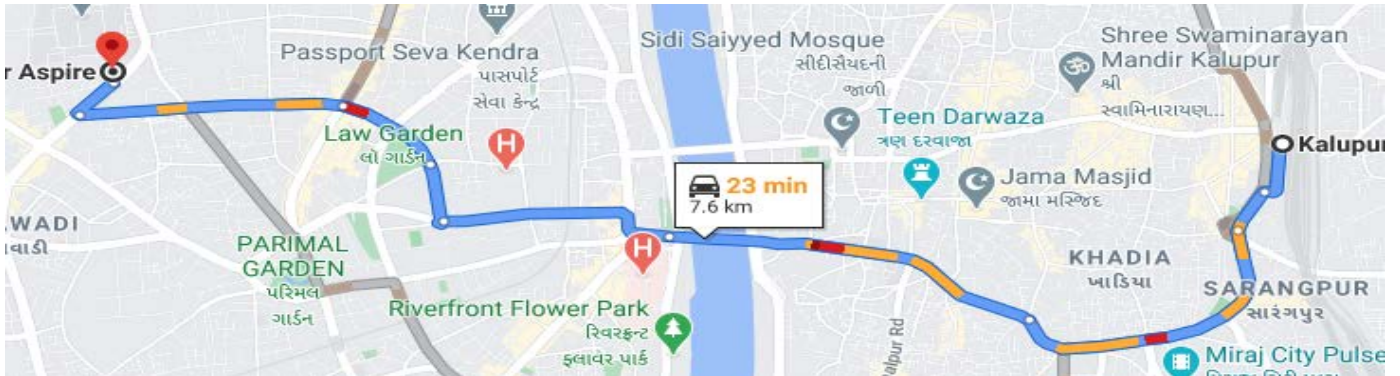 r Aspire
Passport Seva Kendra
પાસપોર્ટ
સેવા કેન્દ્ર
Law Garden
લૉ ગાર્ડન
Sidi Saiyyed Mosque
સીદીસૈયદની
જાળી
Teen Darwaza
ત્રણ દરવાજા
Shree Swaminarayan
Mandir Kalupur
શ્રી
સ્વામિનારાયણ...
Kalupur
Jama Masjid
જામા મસ્જિદ
23 min
7.6 km
AWADI
વાડી
PARIMAL
GARDEN
પરિમલ
ગાર્ડન
KHADIA
ખાડિયા
SARANGPUR
સારંગપુર
Riverfront Flower Park
રિવરફ્રન્ટ
ફ્લાવર પાર્ક
alpur Rd
Miraj City Pulse
H
H